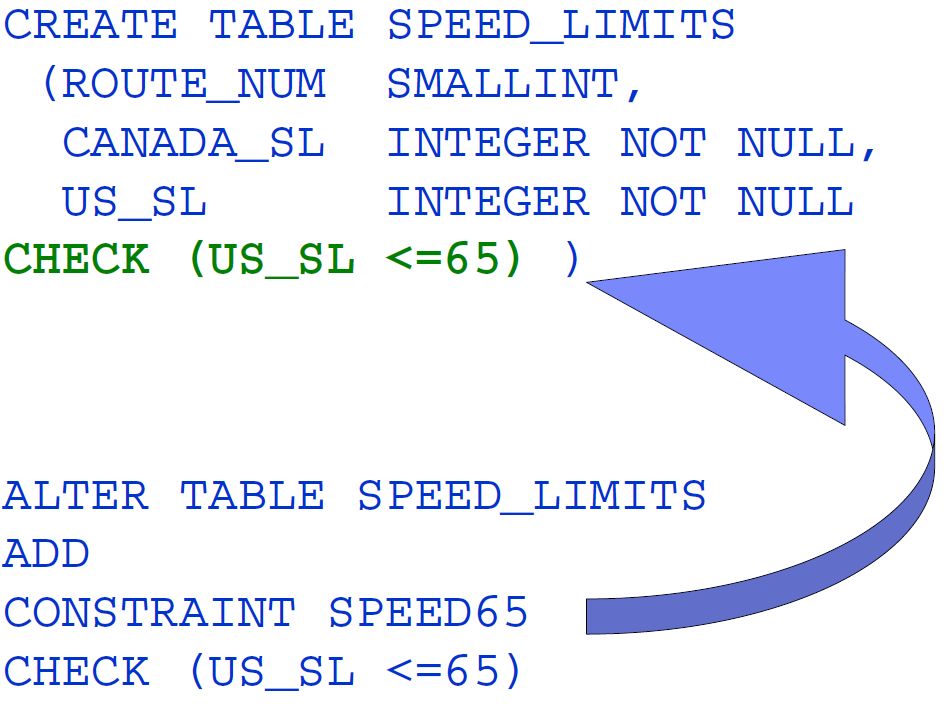 CREATE TABLE SPEED_LIMITS
(ROUTE_NUM SMALLINT,
CANADA_SL INTEGER NOT NULL,
US_SL INTEGER NOT NULL
CHECK (US_SL <=65) )
ALTER TABLE SPEED_LIMITS
ADD
CONSTRAINT SPEED65
CHECK (US_SL <=65)